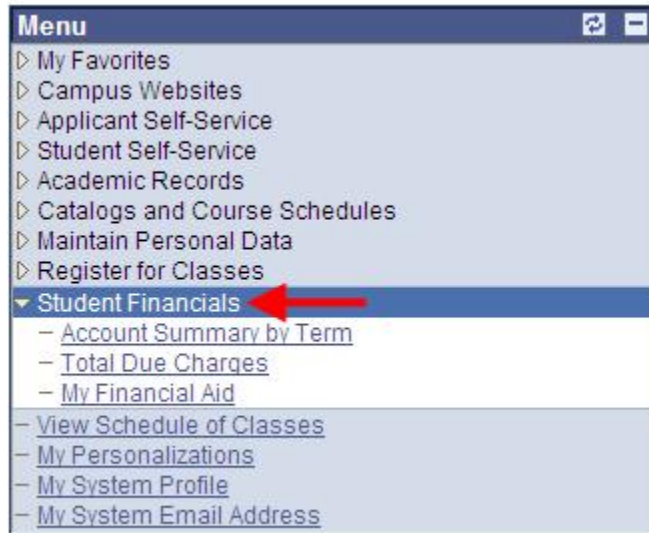 Menu
My Favorites
Campus Websites
Applicant Self-Service
Student Self-Service
Academic Records
Catalogs and Course Schedules
Maintain Personal Data
Register for Classes
Student Financials
– Account Summary by Term
– Total Due Charges
– My Financial Aid
– View Schedule of Classes
– My Personalizations
– My System Profile
– My System Email Address